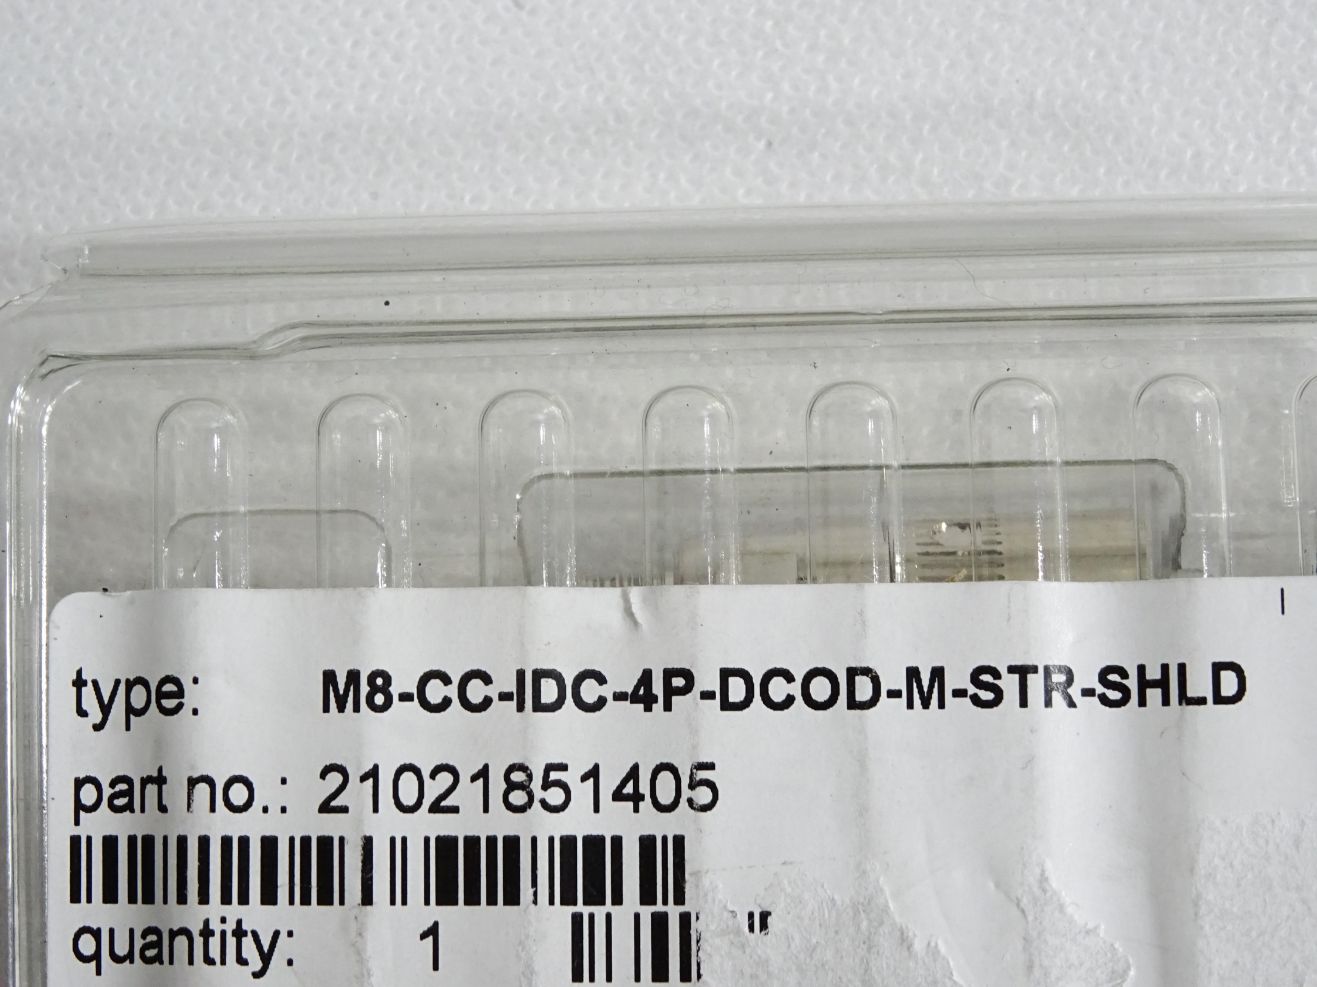 type: M8-CC-IDC-4P-DCOD-M-STR-SHLD
part no.: 21021851405
quantity: 1